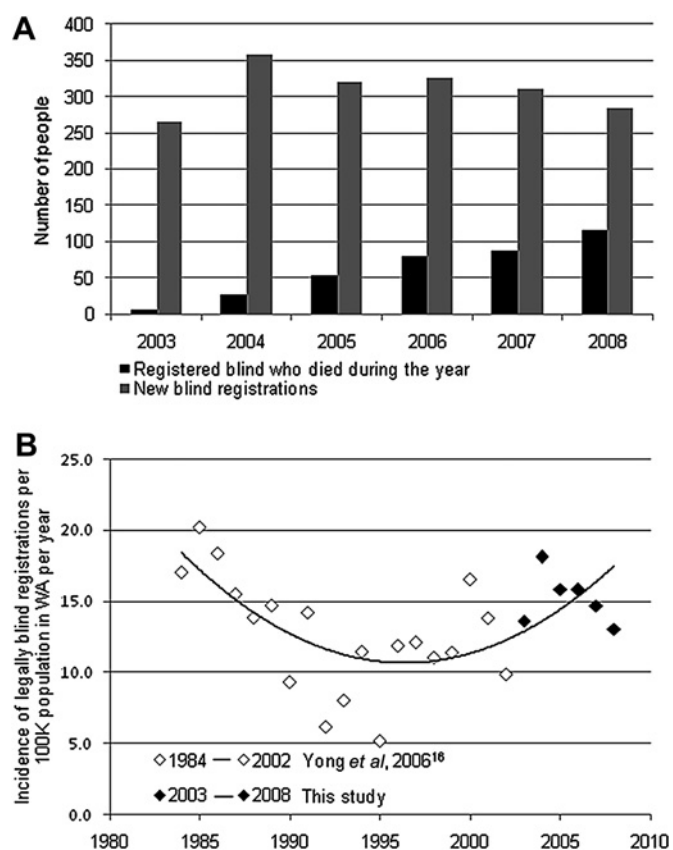 A
Number of people
400
350
300
250
200
150
100
50
0
2003 2004 2005 2006 2007 2008
■ Registered blind who died during the year
■ New blind registrations
B
Incidence of legally blind registrations per
100K population in WA per year
25.0
20.0
15.0
10.0
5.0
0.0
◇1984 — ◇2002 Yong et al, 2006¹⁶
◆2003 — ◆2008 This study
1980 1985 1990 1995 2000 2005 2010